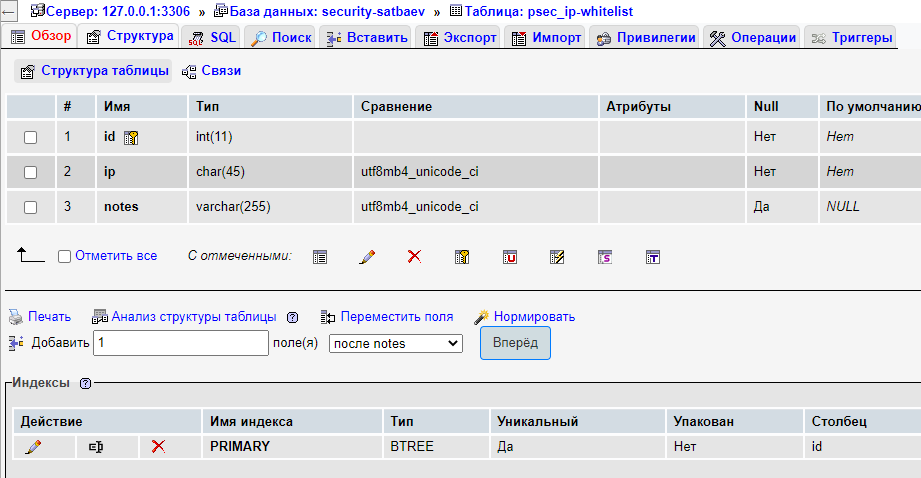 Сервер: 127.0.0.1:3306 » База данных: security-satbaev » Таблица: psec_ip-whitelist
Обзор Структура SQL Поиск Вставить Экспорт Импорт Привилегии Операции Триггеры
Структура таблицы Связи
# Имя Тип Сравнение Атрибуты Null По умолчанию
1 id int(11) Нет Нет
2 ip char(45) utf8mb4_unicode_ci Нет Нет
3 notes varchar(255) utf8mb4_unicode_ci Да NULL
Отметить все С отмеченными:
Печать Анализ структуры таблицы Переместить поля Нормировать
Добавить 1 поле(я) после notes Вперёд
Индексы
Действие Имя индекса Тип Уникальный Упакован Столбец
PRIMARY BTREE Да Нет id